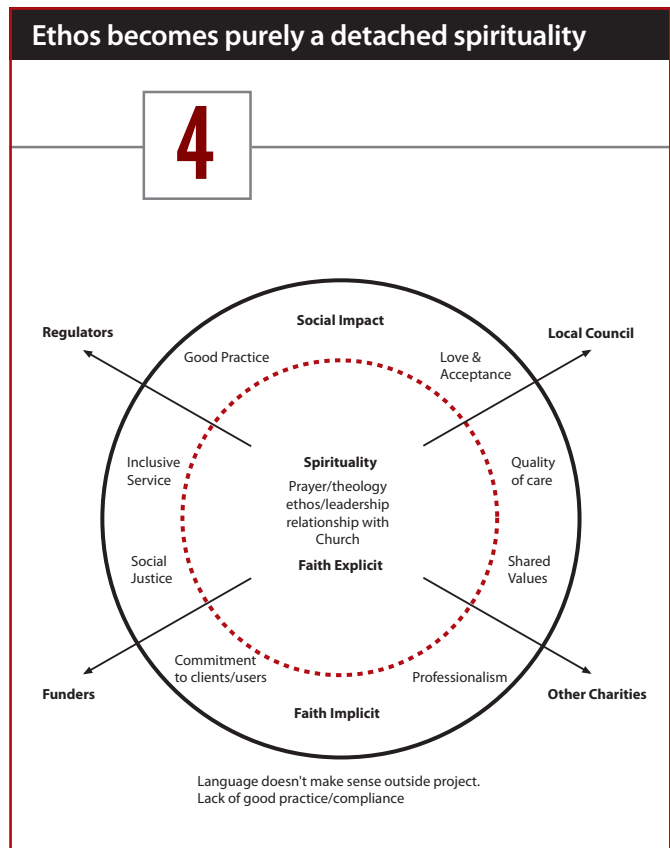 Ethos becomes purely a detached spirituality
4
Social Impact
Regulators
Local Council
Good Practice
Love &
Acceptance
Inclusive
Service
Spirituality
Prayer/theology
ethos/leadership
relationship with
Church
Faith Explicit
Quality
of care
Social
Justice
Shared
Values
Commitment
to clients/users
Professionalism
Funders
Faith Implicit
Other Charities
Language doesn't make sense outside project.
Lack of good practice/compliance